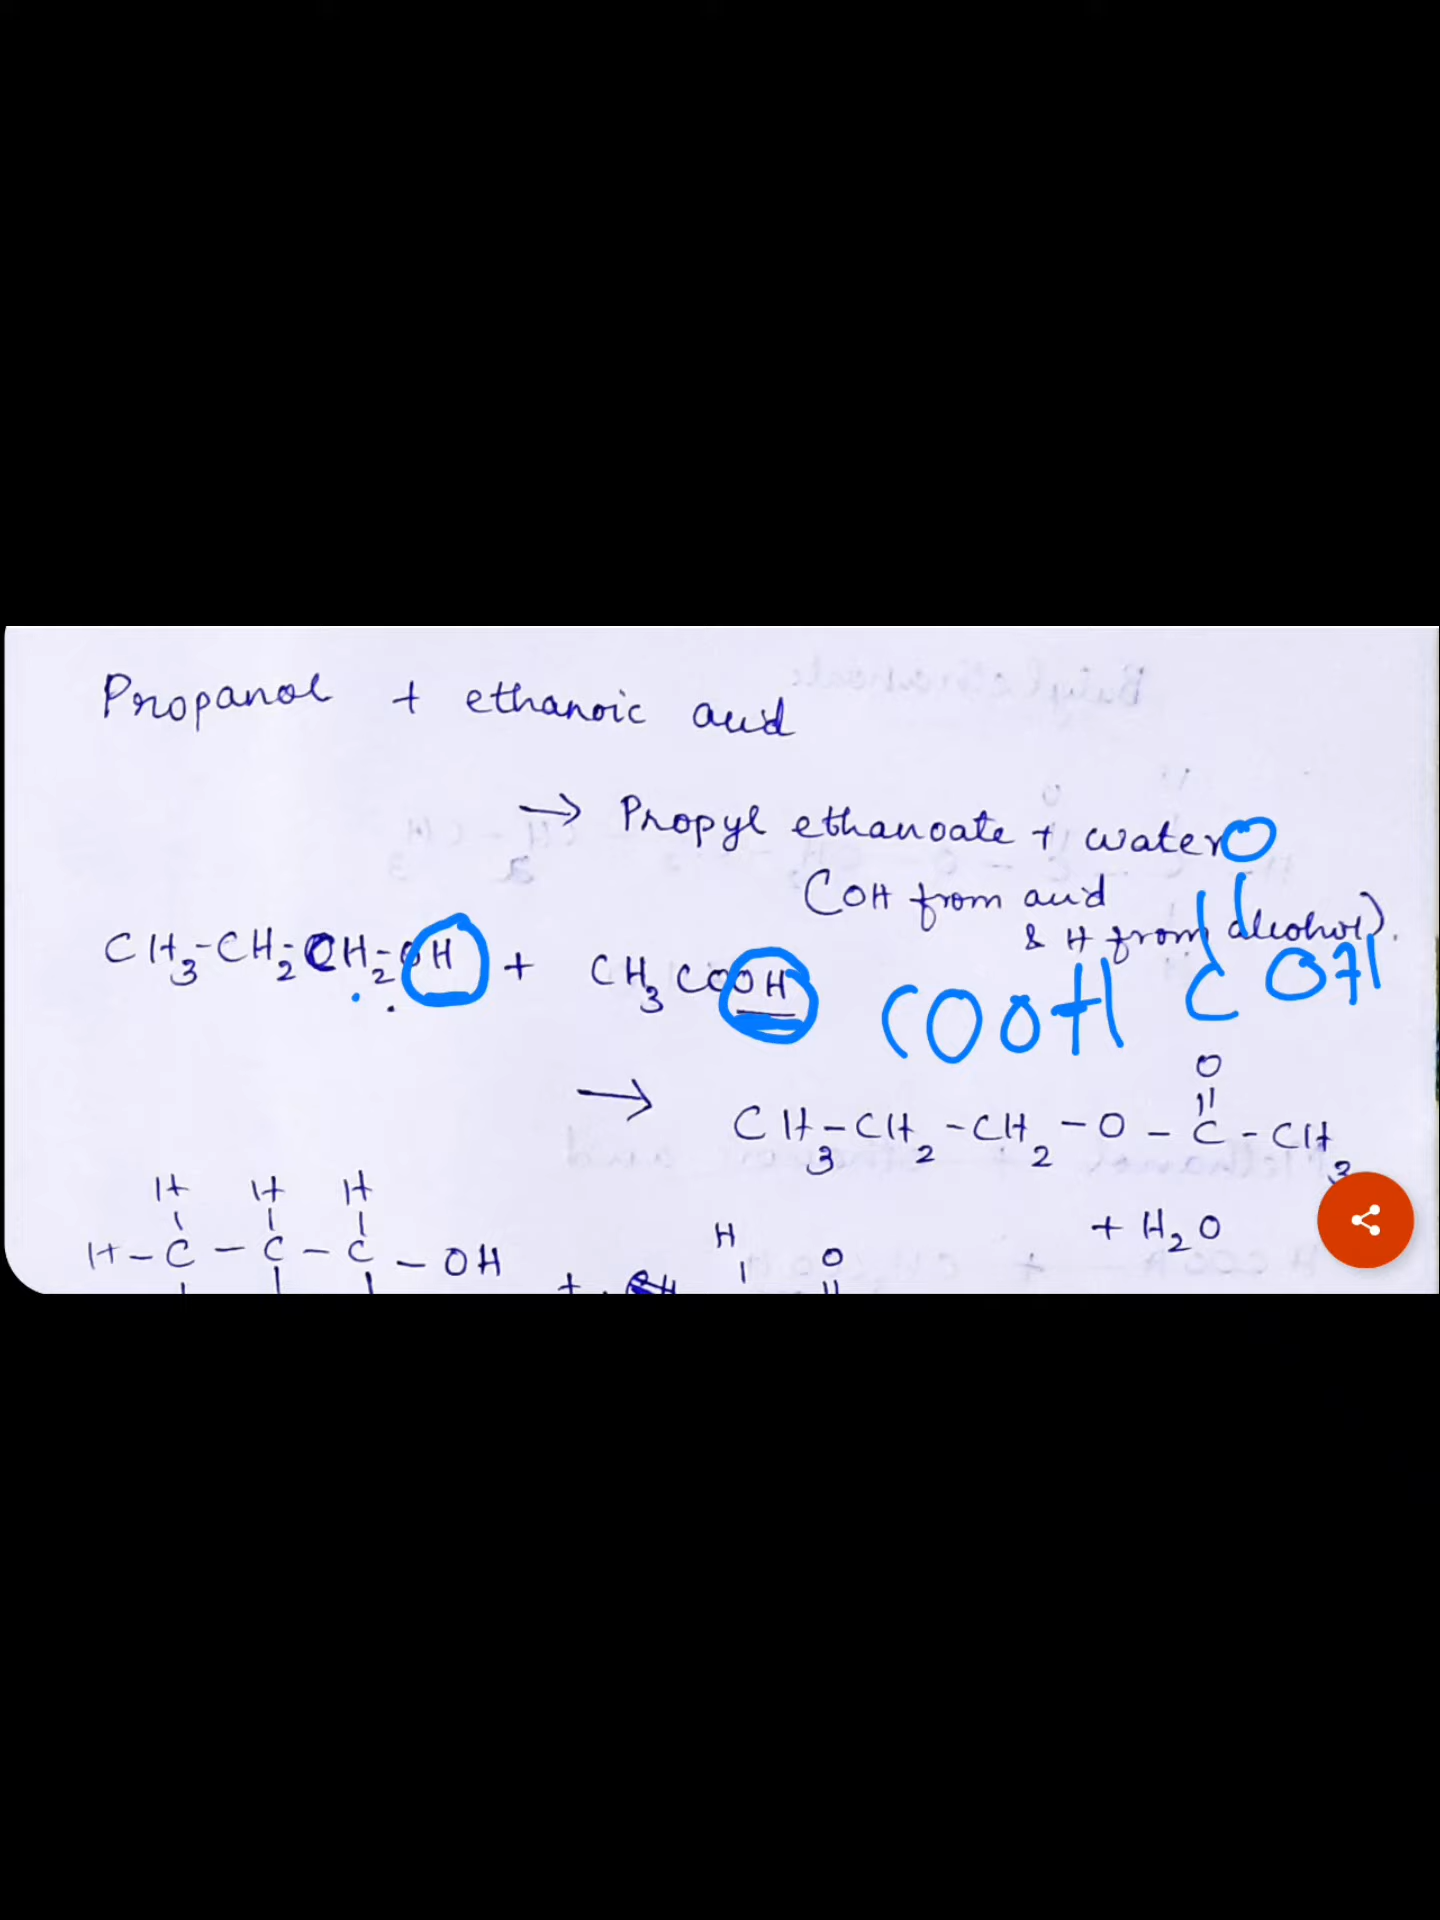 Propanol + ethanoic acid
→ Propyl ethanoate + water
(OH from acid
& H from alcohol).
CH3-CH2-CH2-OH + CH3COOH
COOH
O
||
C OH
O
||
→ CH3-CH2-CH2-O-C-CH3
+ H2O
H H H
| | |
H-C-C-C-OH +
H
|
O
||